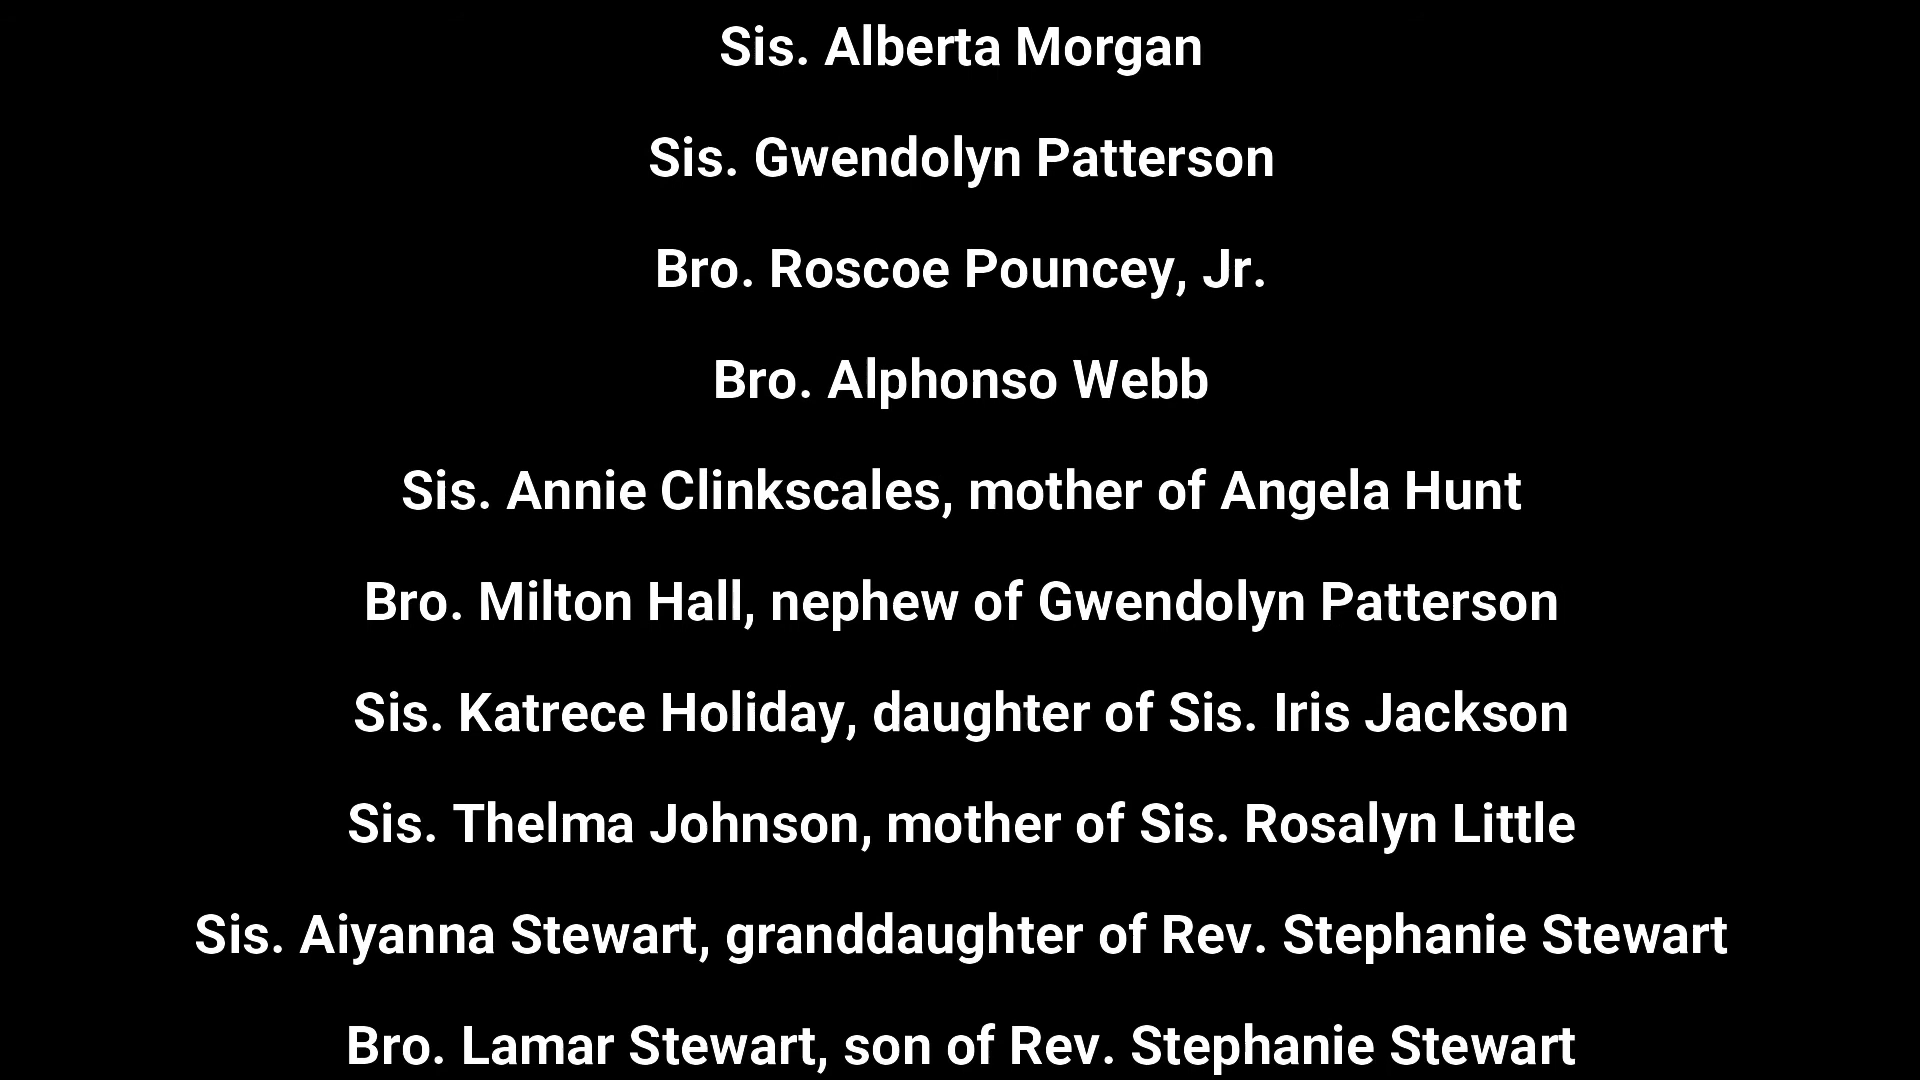 Sis. Alberta Morgan
Sis. Gwendolyn Patterson
Bro. Roscoe Pouncey, Jr.
Bro. Alphonso Webb
Sis. Annie Clinkscales, mother of Angela Hunt
Bro. Milton Hall, nephew of Gwendolyn Patterson
Sis. Katrece Holiday, daughter of Sis. Iris Jackson
Sis. Thelma Johnson, mother of Sis. Rosalyn Little
Sis. Aiyanna Stewart, granddaughter of Rev. Stephanie Stewart
Bro. Lamar Stewart, son of Rev. Stephanie Stewart